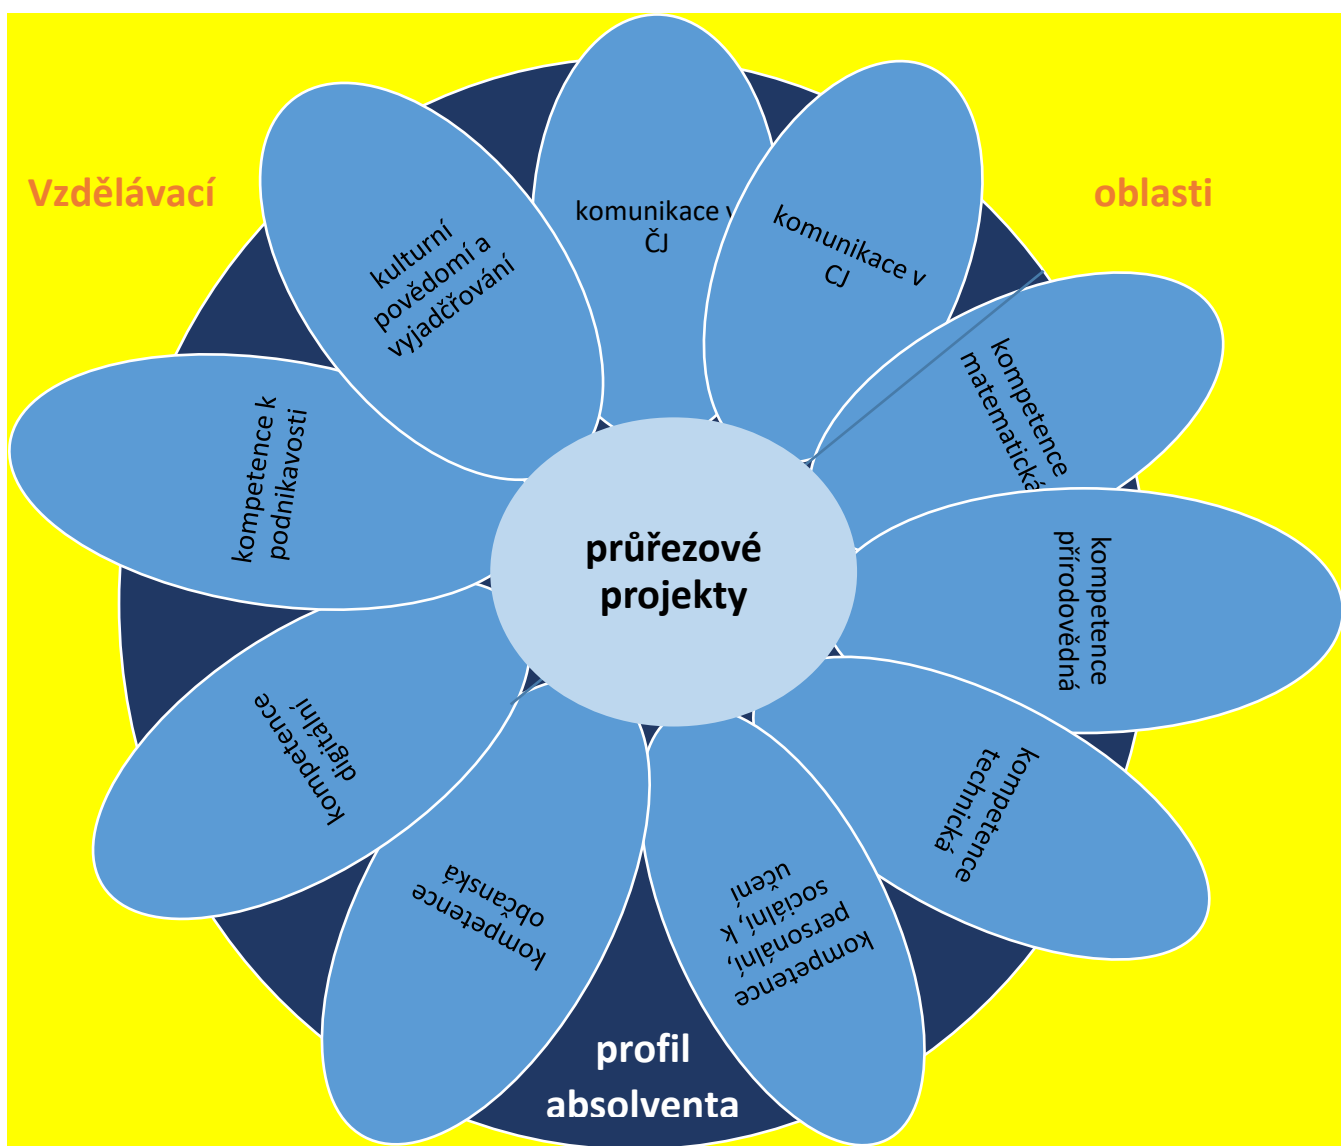 Vzdělávací
oblasti
komunikace v
ČJ
komunikace v
CJ
kompetence
matematická
kompetence
přírodovědná
kompetence
technická
kompetence
personální,
sociální, k
učení
kompetence
občanská
kompetence
digitální
kompetence k
podnikavosti
kulturní
povědomí a
vyjadčřování
průřezové
projekty
profil
absolventa